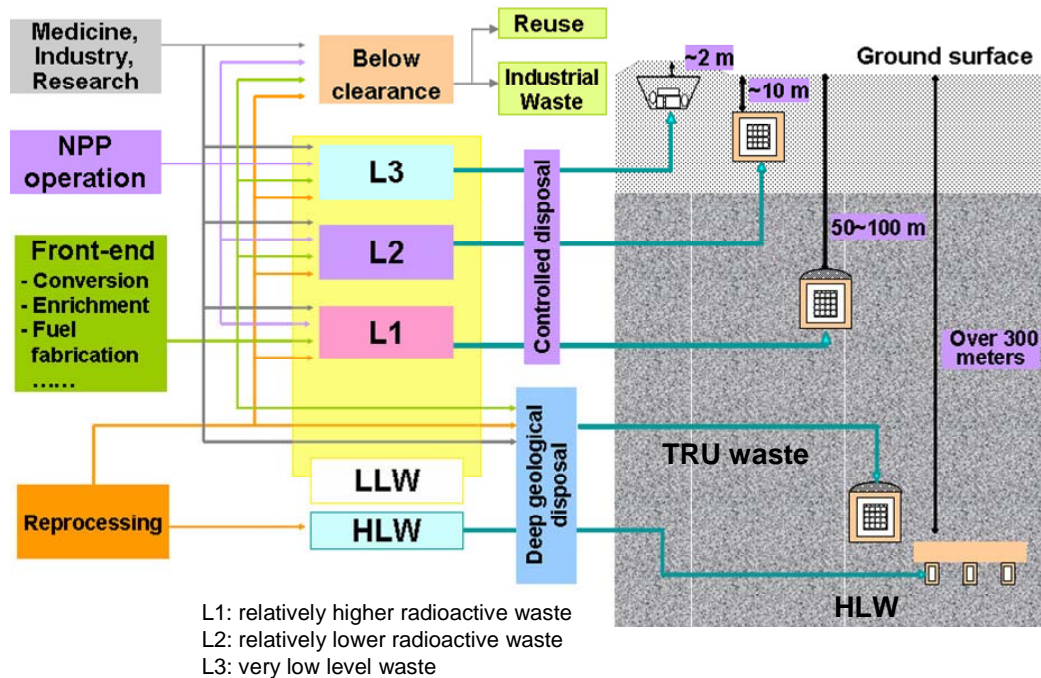 Medicine,
Industry,
Research
NPP
operation
Front-end
- Conversion
- Enrichment
- Fuel
fabrication
......
Reprocessing
Below
clearance
Reuse
Industrial
Waste
L3
L2
L1
LLW
HLW
Controlled disposal
Deep geological
disposal
~2 m
Ground surface
~10 m
50~100 m
Over 300
meters
TRU waste
HLW
L1: relatively higher radioactive waste
L2: relatively lower radioactive waste
L3: very low level waste